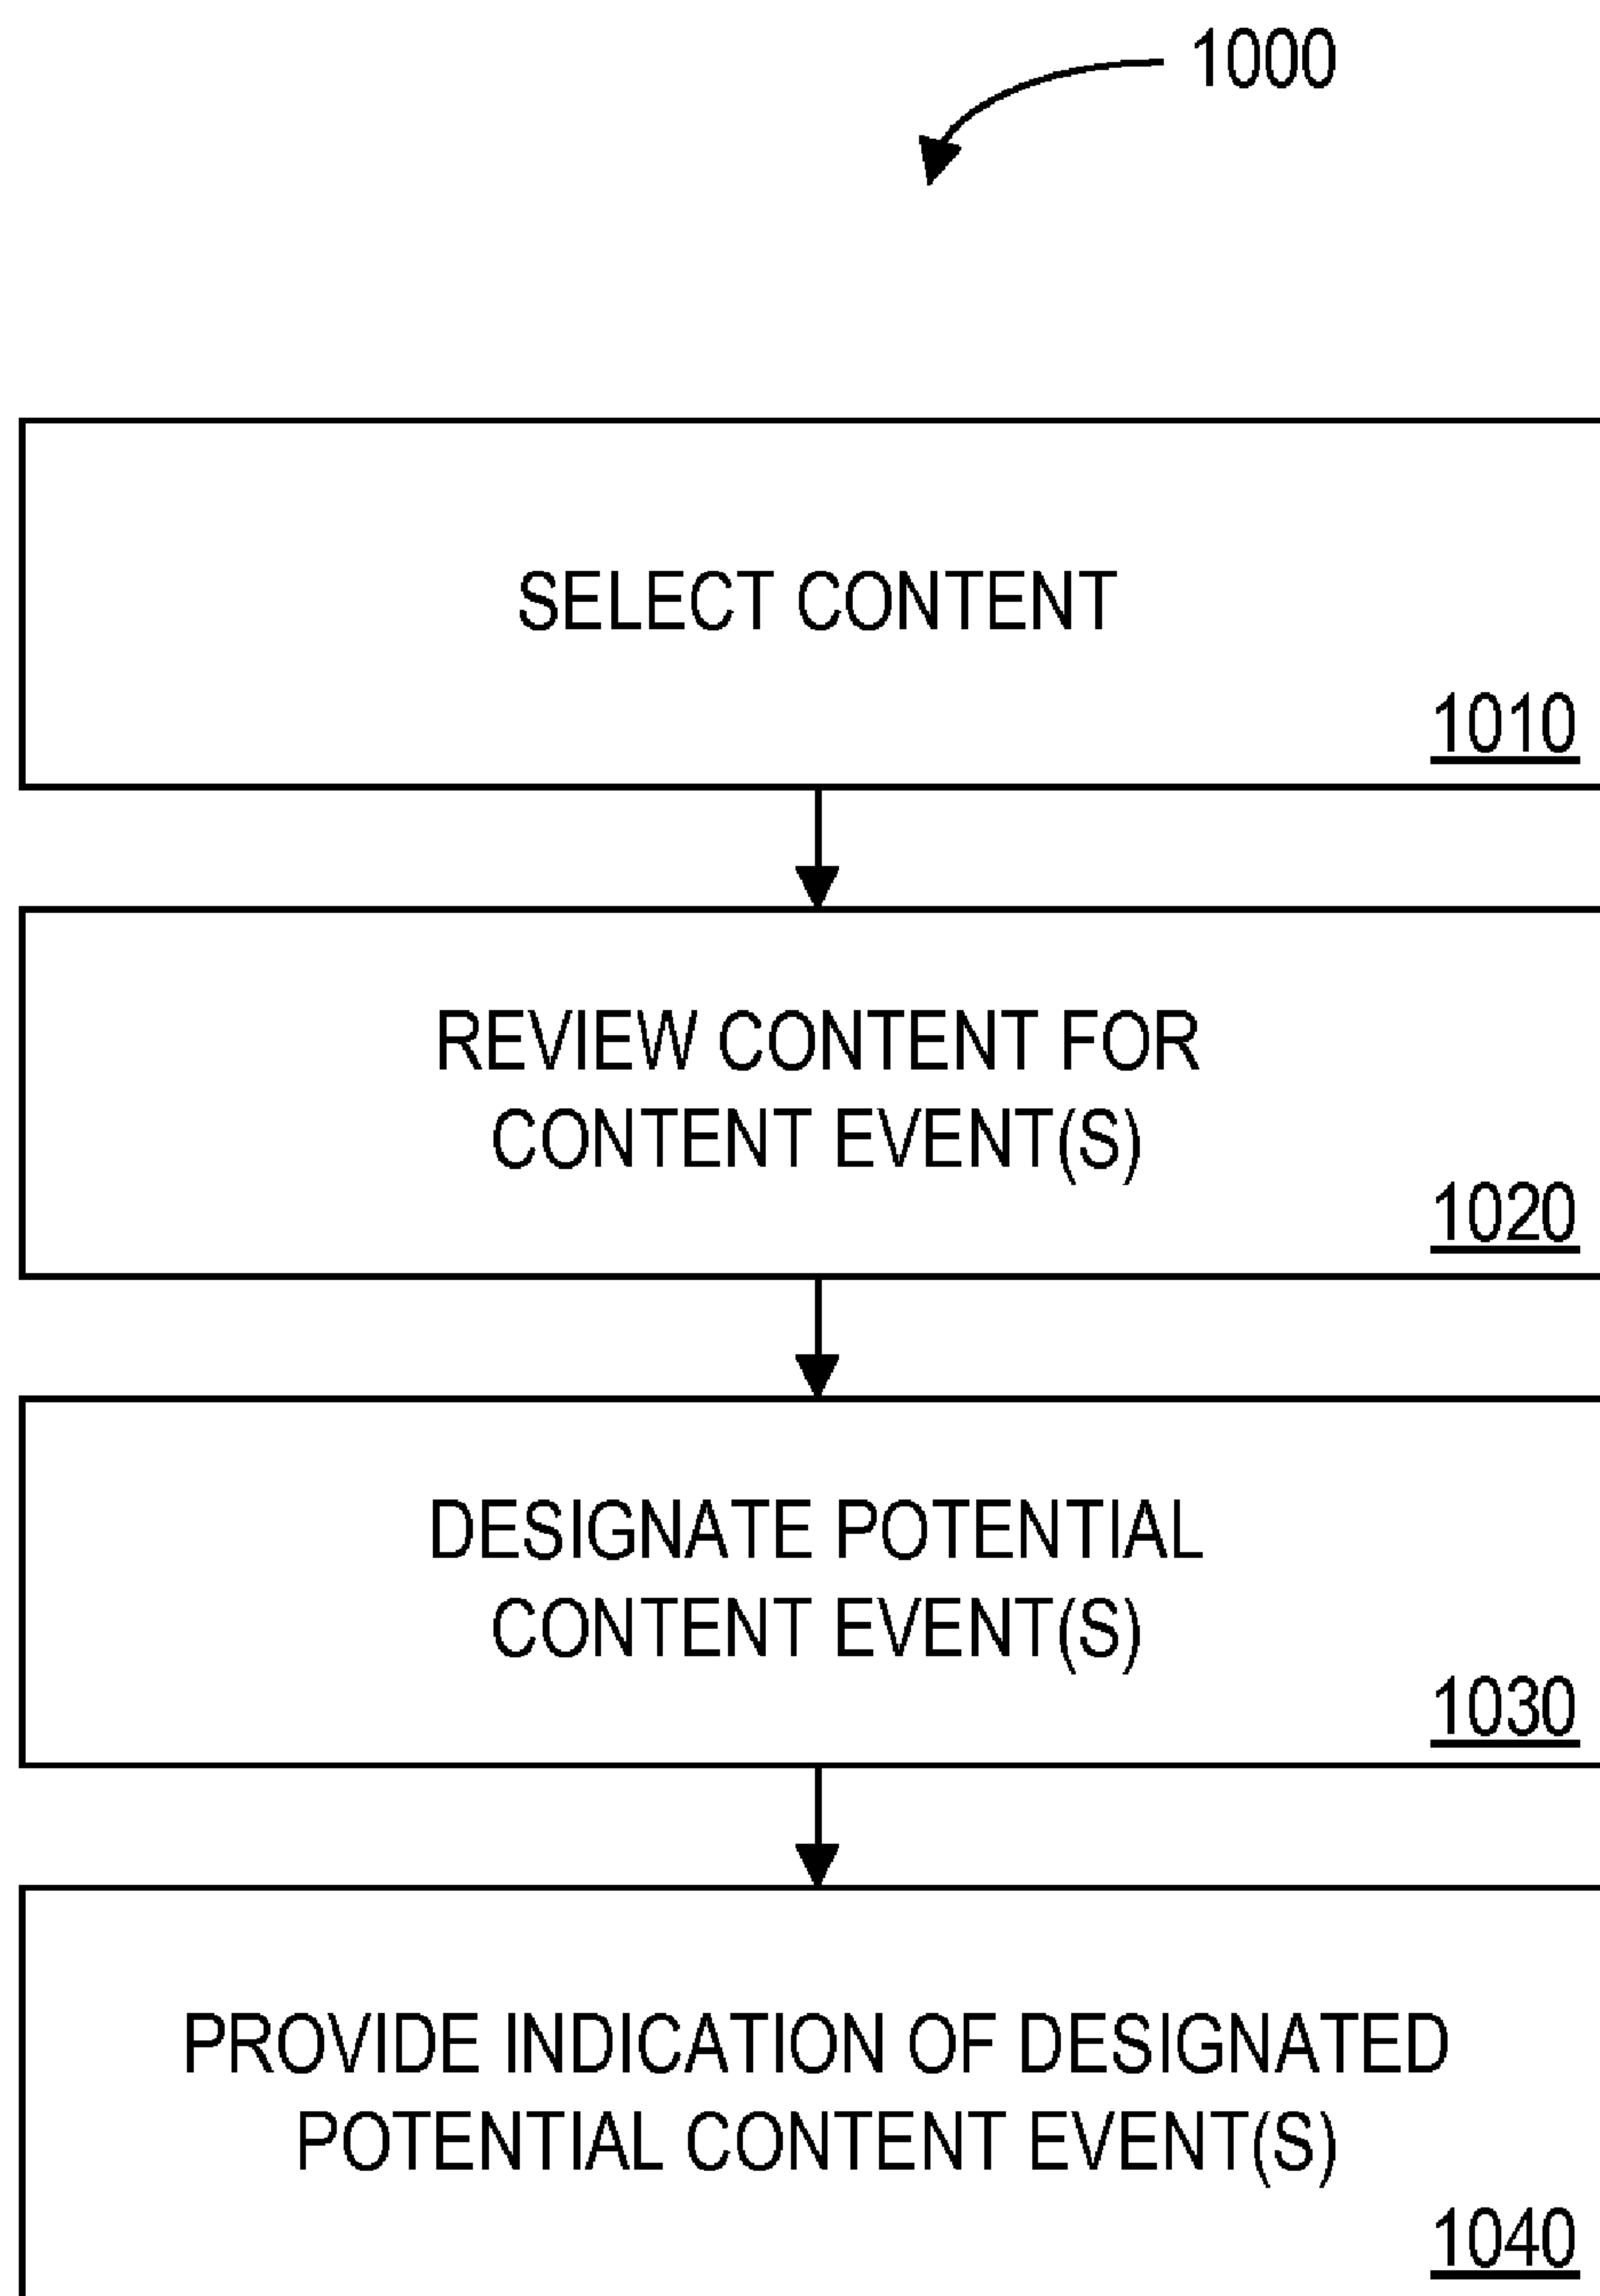 1000
SELECT CONTENT
1010
REVIEW CONTENT FOR
CONTENT EVENT(S)
1020
DESIGNATE POTENTIAL
CONTENT EVENT(S)
1030
PROVIDE INDICATION OF DESIGNATED
POTENTIAL CONTENT EVENT(S)
1040